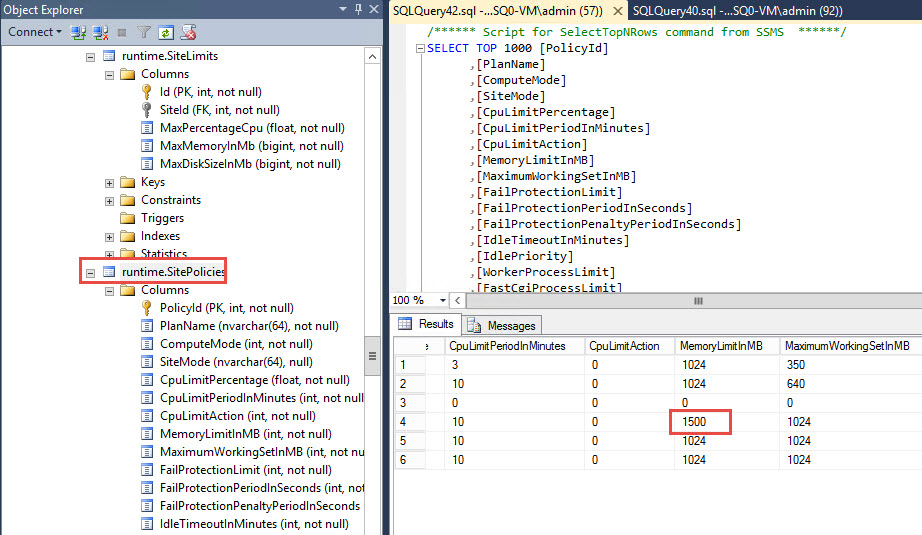 Object Explorer
Connect
runtime.SiteLimits
Columns
Id (PK, int, not null)
SiteId (FK, int, not null)
MaxPercentageCpu (float, not null)
MaxMemoryInMb (bigint, not null)
MaxDiskSizeInMb (bigint, not null)
Keys
Constraints
Triggers
Indexes
Statistics
runtime.SitePolicies
Columns
PolicyId (PK, int, not null)
PlanName (nvarchar(64), not null)
ComputeMode (int, not null)
SiteMode (nvarchar(64), null)
CpuLimitPercentage (float, not null)
CpuLimitPeriodInMinutes (int, not null)
CpuLimitAction (int, not null)
MemoryLimitInMB (int, not null)
MaximumWorkingSetInMB (int, not nu
FailProtectionLimit (int, not null)
FailProtectionPeriodInSeconds (int, not
FailProtectionPenaltyPeriodInSeconds
IdleTimeoutInMinutes (int, not null)
SQLQuery42.sql -...SQ0-VM\admin (57)) SQLQuery40.sql -...SQ0-VM\admin (92))
/****** Script for SelectTopNRows command from SSMS ******/
SELECT TOP 1000 [PolicyId]
,[PlanName]
,[ComputeMode]
,[SiteMode]
,[CpuLimitPercentage]
,[CpuLimitPeriodInMinutes]
,[CpuLimitAction]
,[MemoryLimitInMB]
,[MaximumWorkingSetInMB]
,[FailProtectionLimit]
,[FailProtectionPeriodInSeconds]
,[FailProtectionPenaltyPeriodInSeconds]
,[IdleTimeoutInMinutes]
,[IdlePriority]
,[WorkerProcessLimit]
,[FastCgiProcessLimit]
100 %
Results Messages
e CpuLimitPeriodInMinutes CpuLimitAction MemoryLimitInMB MaximumWorkingSetInMB
1 3 0 1024 350
2 10 0 1024 640
3 0 0 0 0
4 10 0 1500 1024
5 10 0 1024 1024
6 10 0 1024 1024